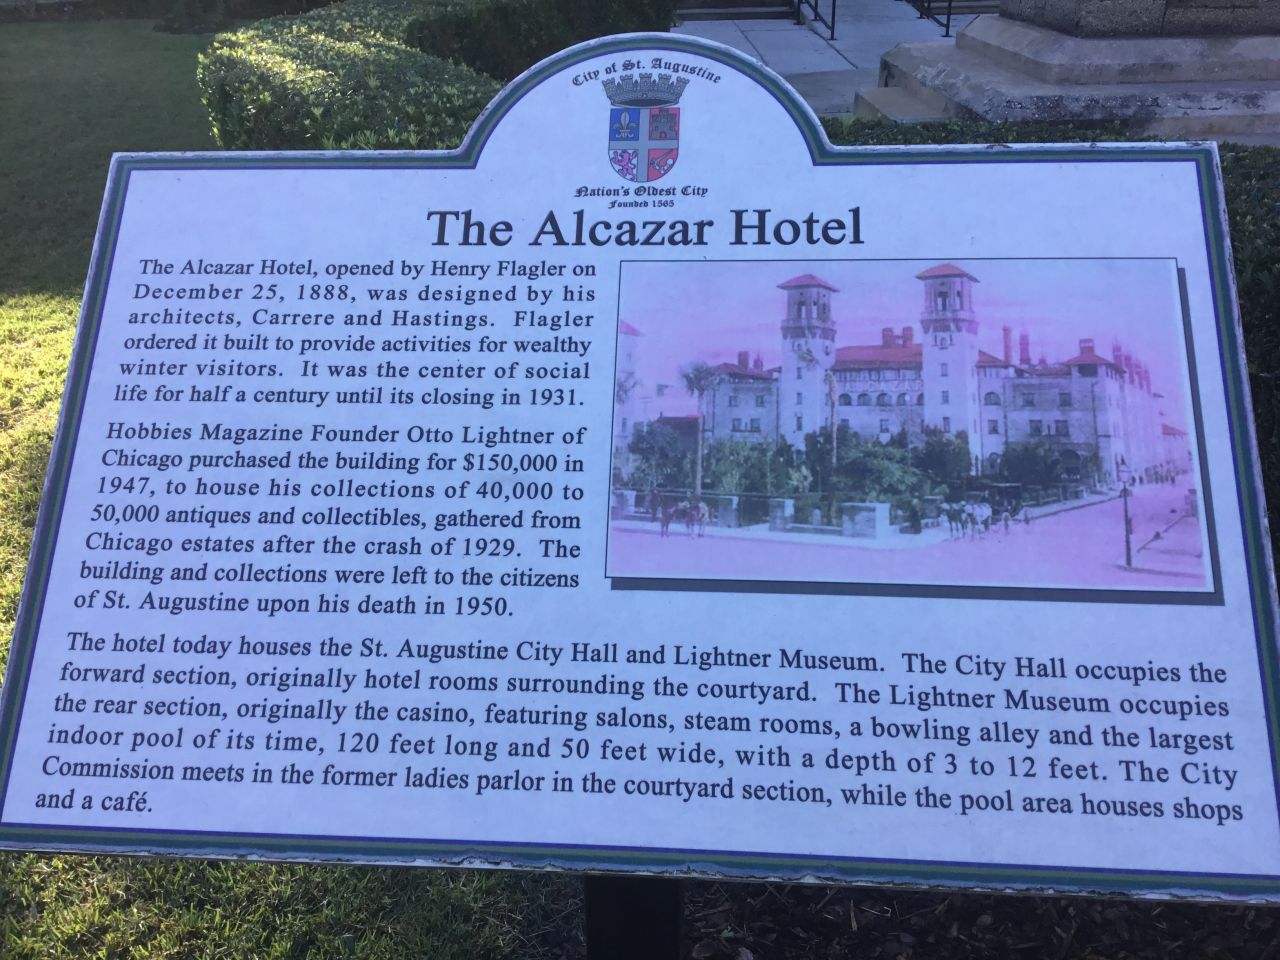 City of St. Augustine
Nation's Oldest City
Founded 1565
The Alcazar Hotel
The Alcazar Hotel, opened by Henry Flagler on
December 25, 1888, was designed by his
architects, Carrere and Hastings. Flagler
ordered it built to provide activities for wealthy
winter visitors. It was the center of social
life for half a century until its closing in 1931.
Hobbies Magazine Founder Otto Lightner of
Chicago purchased the building for $150,000 in
1947, to house his collections of 40,000 to
50,000 antiques and collectibles, gathered from
Chicago estates after the crash of 1929. The
building and collections were left to the citizens
of St. Augustine upon his death in 1950.
ALCAZAR
The hotel today houses the St. Augustine City Hall and Lightner Museum. The City Hall occupies the
forward section, originally hotel rooms surrounding the courtyard. The Lightner Museum occupies
the rear section, originally the casino, featuring salons, steam rooms, a bowling alley and the largest
indoor pool of its time, 120 feet long and 50 feet wide, with a depth of 3 to 12 feet. The City
Commission meets in the former ladies parlor in the courtyard section, while the pool area houses shops
and a café.